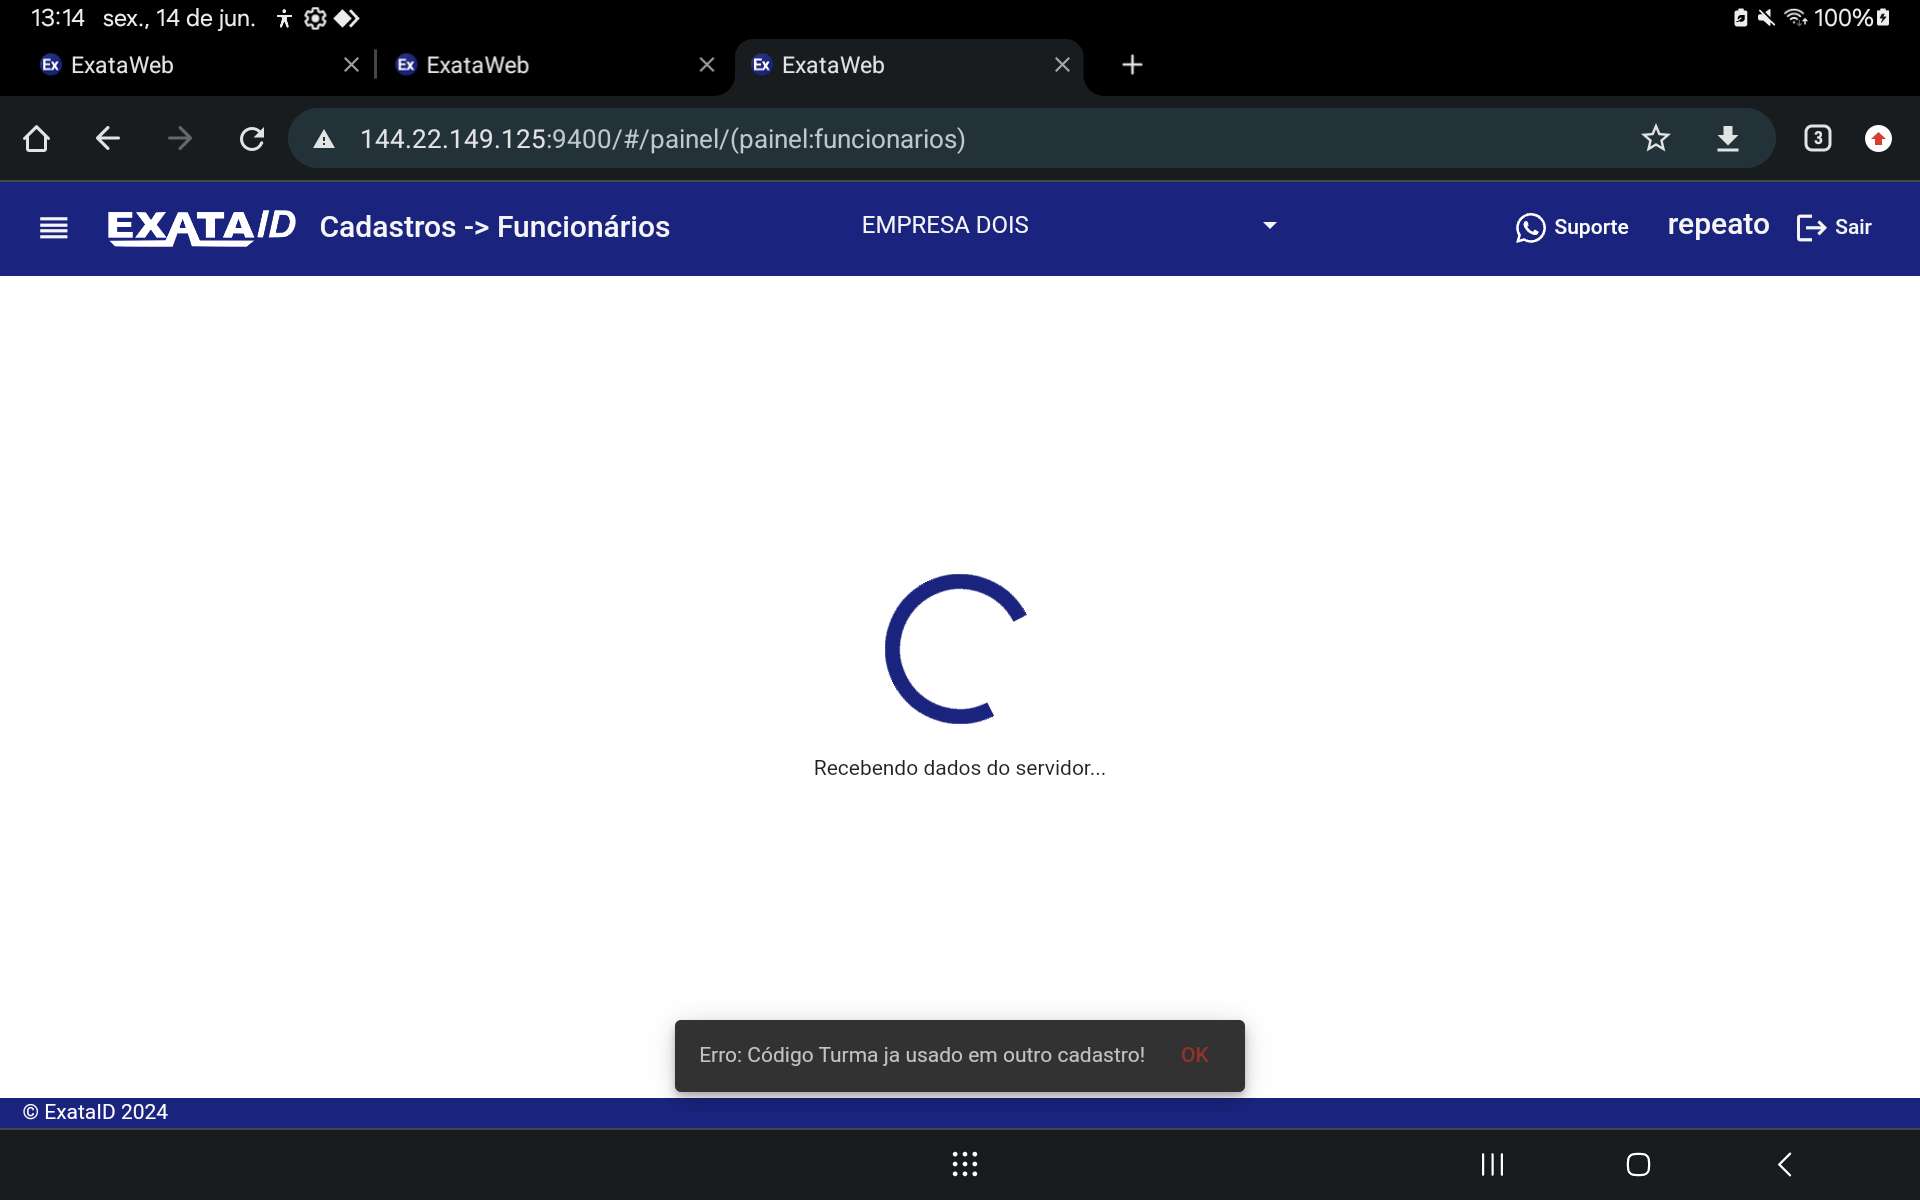 13:14 sex., 14 de jun. 100%
Ex ExataWeb Ex ExataWeb Ex ExataWeb
144.22.149.125:9400/#/painel/(painel:funcionarios) 3
EXATAID Cadastros -> Funcionários EMPRESA DOIS Suporte repeato Sair
Recebendo dados do servidor...
Erro: Código Turma ja usado em outro cadastro! OK
© ExataID 2024